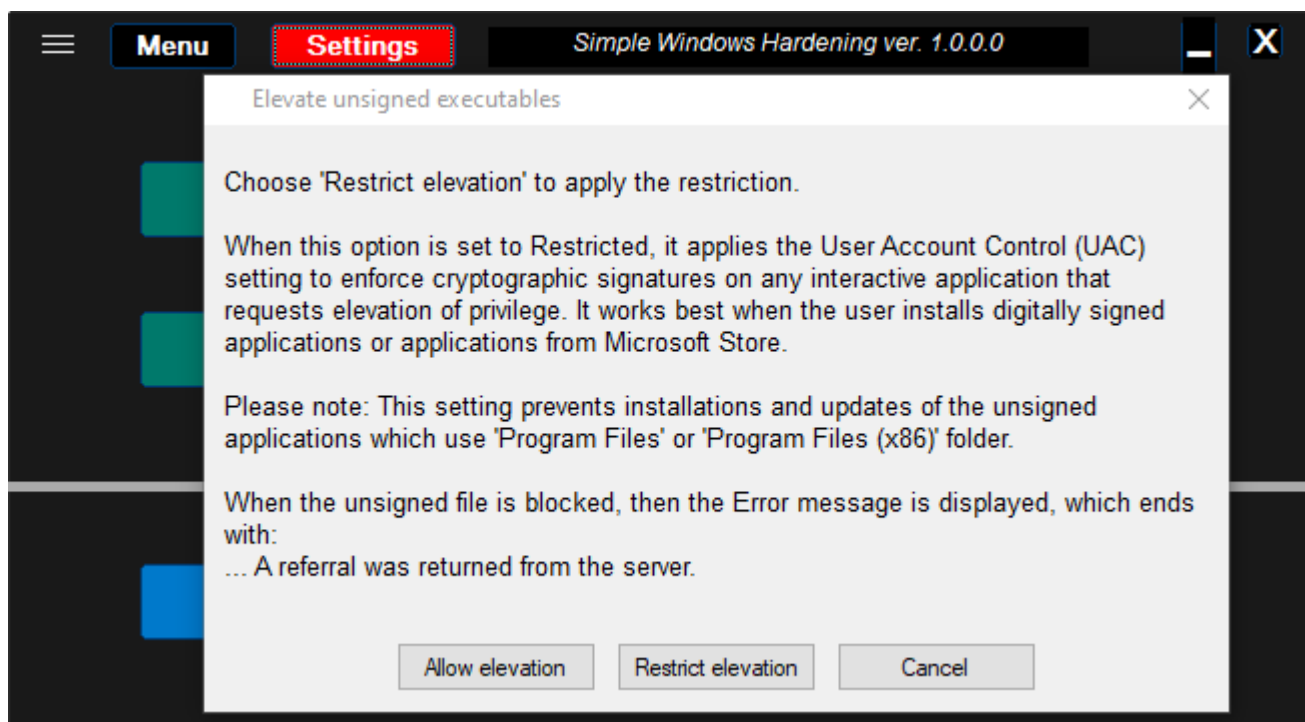 Menu
Settings
Simple Windows Hardening ver. 1.0.0.0
X
Elevate unsigned executables
Choose 'Restrict elevation' to apply the restriction.
When this option is set to Restricted, it applies the User Account Control (UAC)
setting to enforce cryptographic signatures on any interactive application that
requests elevation of privilege. It works best when the user installs digitally signed
applications or applications from Microsoft Store.
Please note: This setting prevents installations and updates of the unsigned
applications which use 'Program Files' or 'Program Files (x86)' folder.
When the unsigned file is blocked, then the Error message is displayed, which ends
with:
... A referral was returned from the server.
Allow elevation
Restrict elevation
Cancel